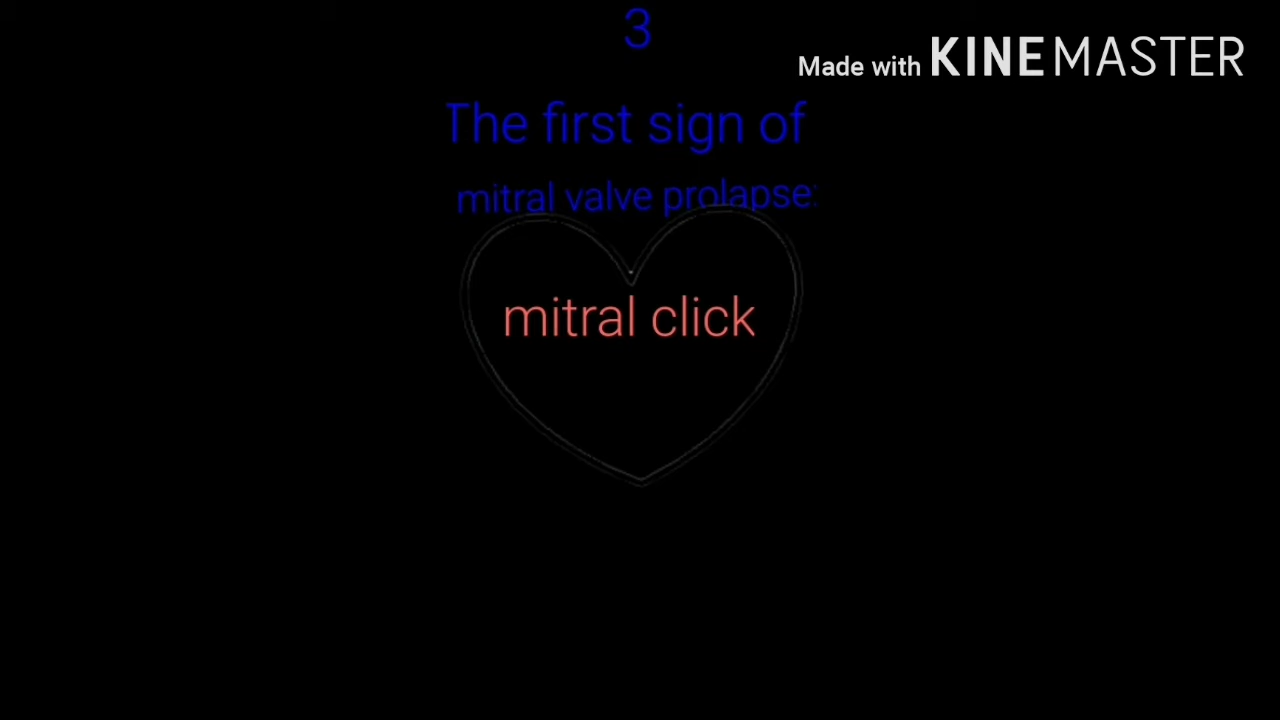 3
Made with KINEMASTER
The first sign of
mitral valve prolapse:
mitral click